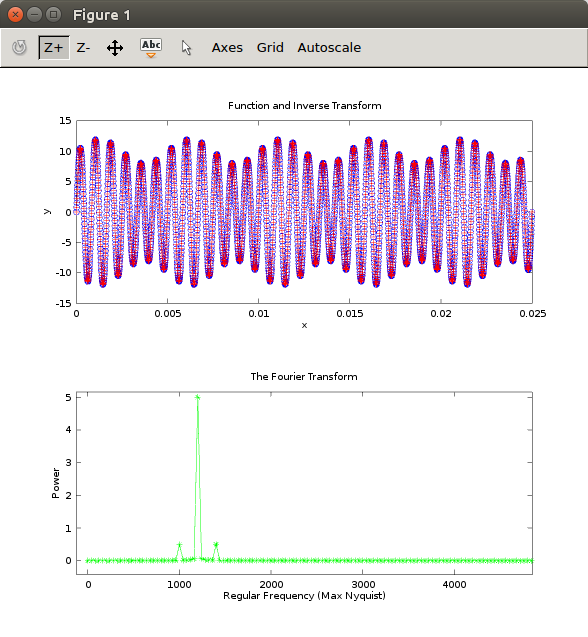 Figure 1
Z+ Z- Abc Axes Grid Autoscale
Function and Inverse Transform
15
10
5
0
-5
-10
-15
y
0 0.005 0.01 0.015 0.02 0.025
x
The Fourier Transform
5
4
3
2
1
0
Power
0 1000 2000 3000 4000
Regular Frequency (Max Nyquist)